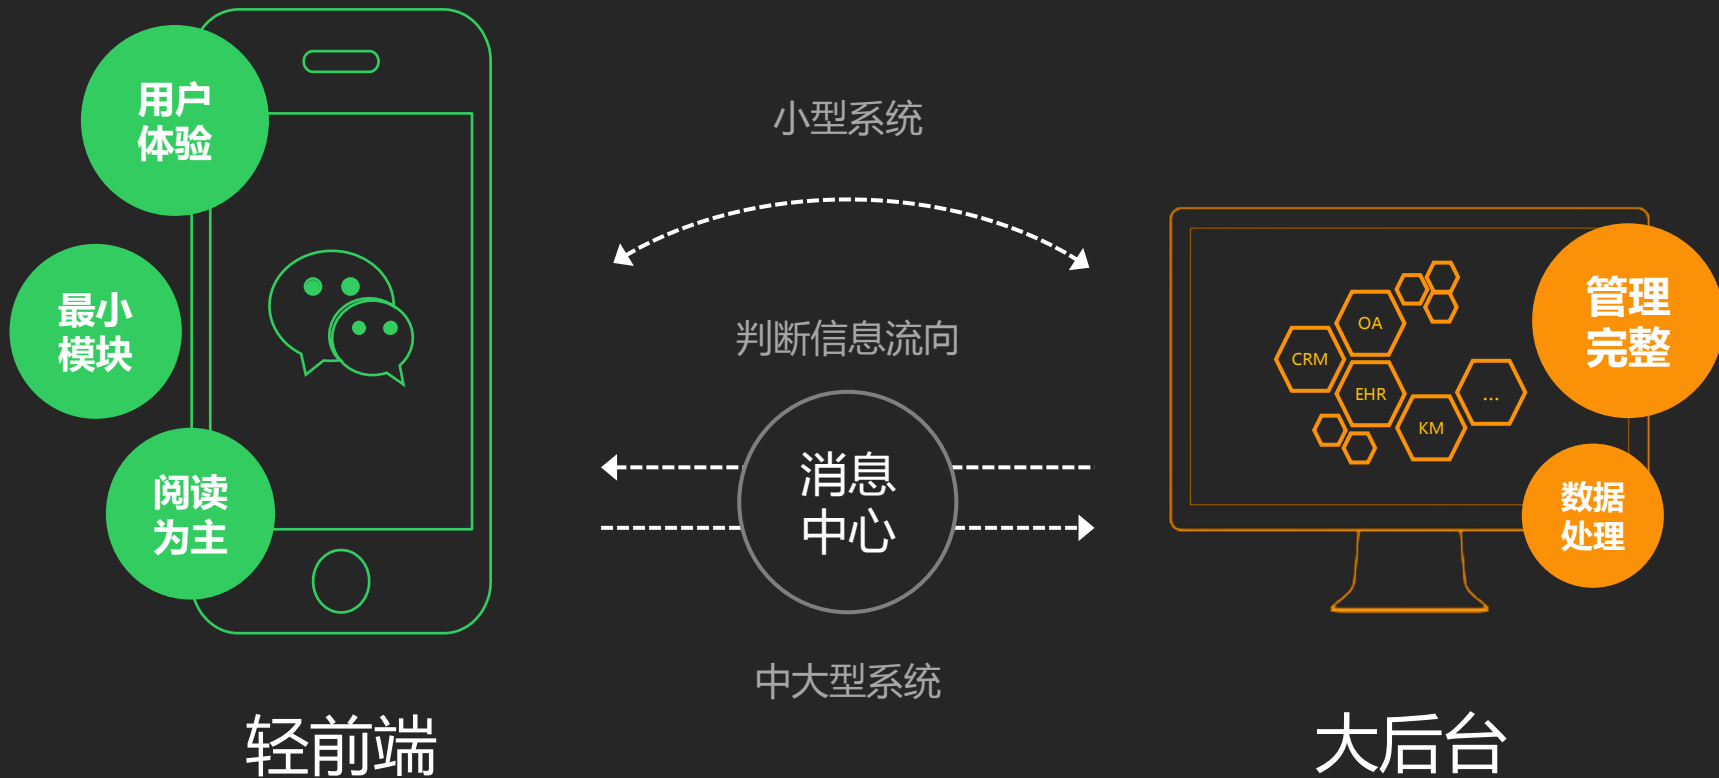 用户
体验
最小
模块
阅读
为主
轻前端
小型系统
判断信息流向
消息
中心
中大型系统
OA
CRM
EHR
KM
...
管理
完整
数据
处理
大后台